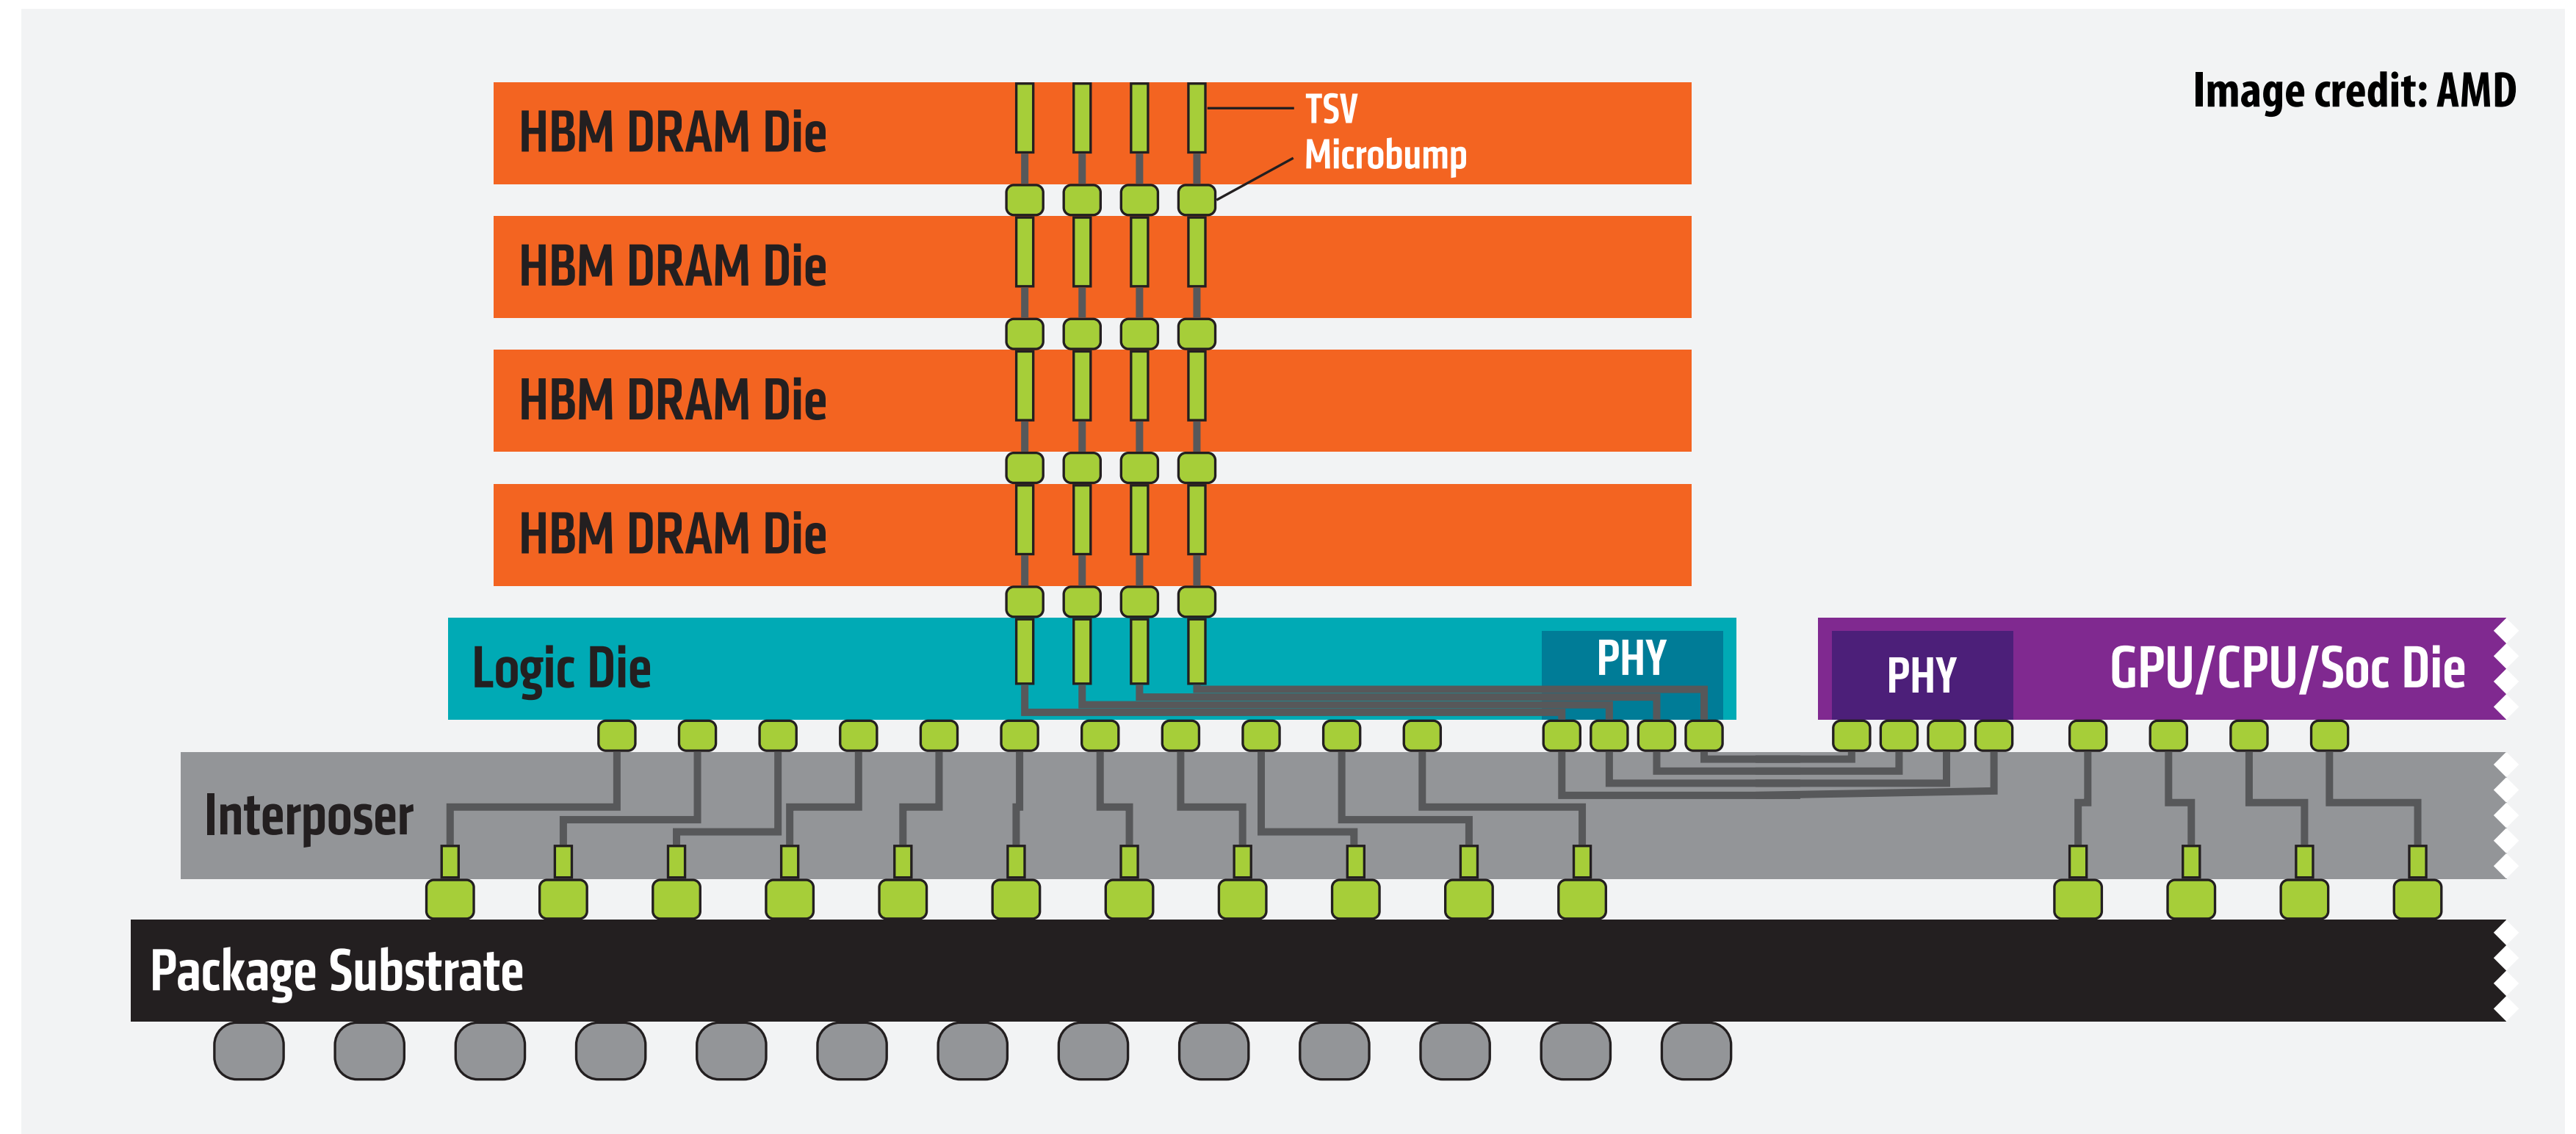 Image credit: AMD
HBM DRAM Die
TSV
Microbump
HBM DRAM Die
HBM DRAM Die
HBM DRAM Die
Logic Die
PHY
PHY
GPU/CPU/Soc Die
Interposer
Package Substrate